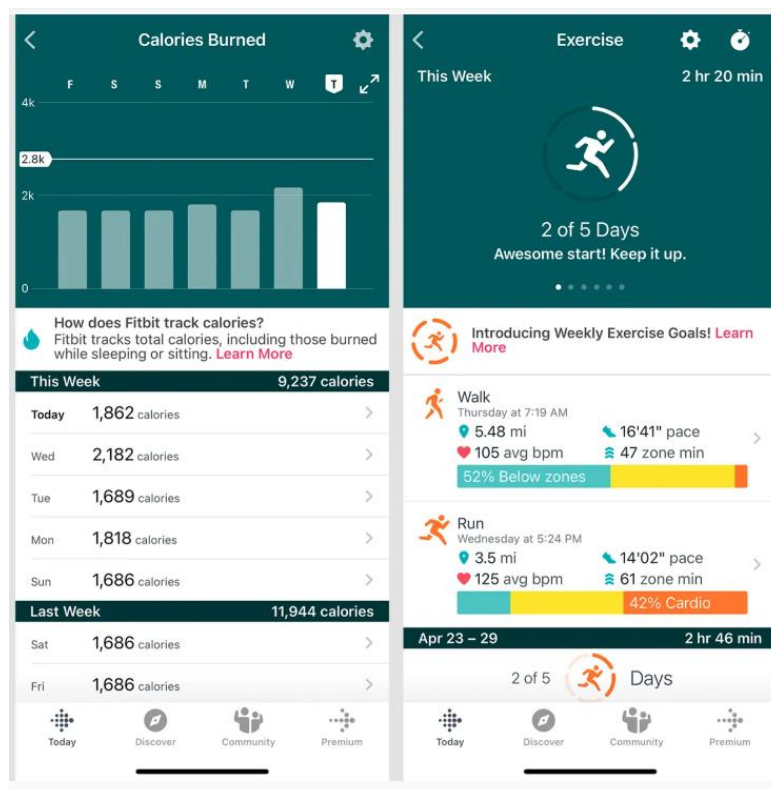 Calories Burned
F S S M T W T
4k
2.8k
2k
0
How does Fitbit track calories?
Fitbit tracks total calories, including those burned
while sleeping or sitting. Learn More
This Week 9,237 calories
Today 1,862 calories
Wed 2,182 calories
Tue 1,689 calories
Mon 1,818 calories
Sun 1,686 calories
Last Week 11,944 calories
Sat 1,686 calories
Fri 1,686 calories
Today Discover Community Premium
Exercise
This Week 2 hr 20 min
2 of 5 Days
Awesome start! Keep it up.
Introducing Weekly Exercise Goals! Learn
More
Walk
Thursday at 7:19 AM
5.48 mi 16'41" pace
105 avg bpm 47 zone min
52% Below zones
Run
Wednesday at 5:24 PM
3.5 mi 14'02" pace
125 avg bpm 61 zone min
42% Cardio
Apr 23 – 29 2 hr 46 min
2 of 5 Days
Today Discover Community Premium